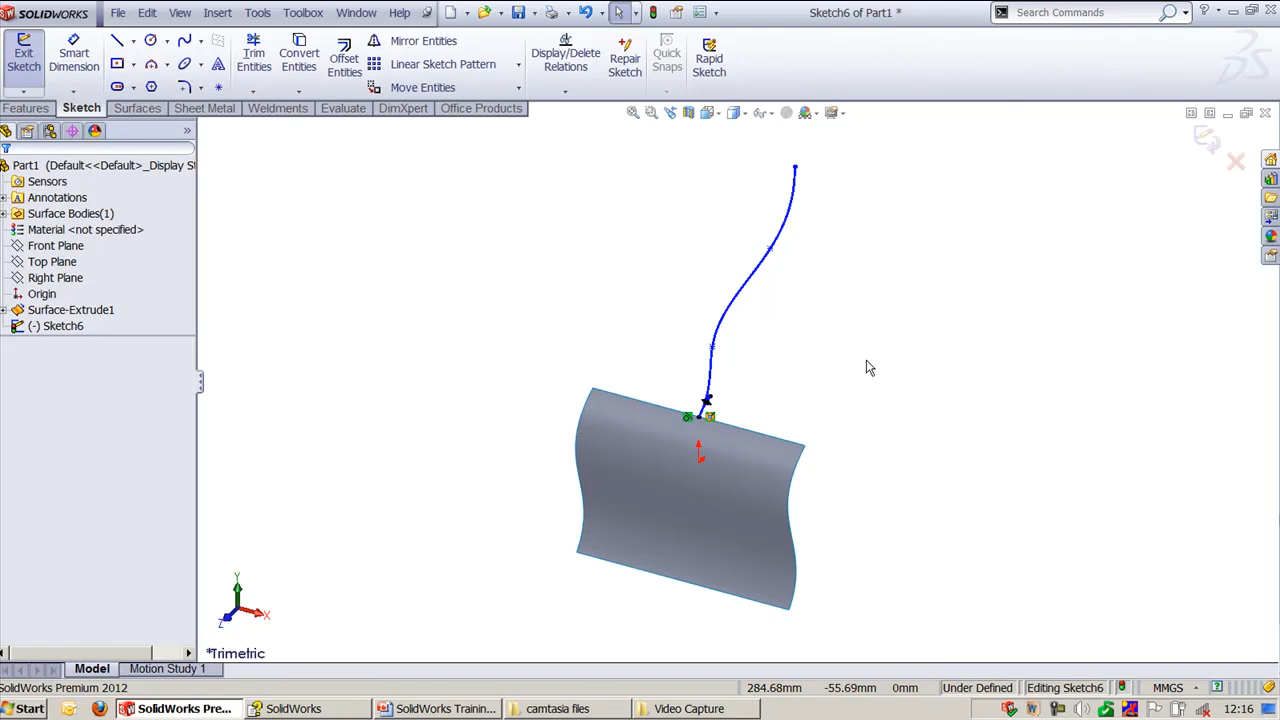 SOLIDWORKS File Edit View Insert Tools Toolbox Window Help Sketch6 of Part1 * Search Commands
Exit Sketch
Smart Dimension
Trim Entities
Convert Entities
Offset Entities
Mirror Entities
Linear Sketch Pattern
Move Entities
Display/Delete Relations
Repair Sketch
Quick Snaps
Rapid Sketch
Features Sketch Surfaces Sheet Metal Weldments Evaluate DimXpert Office Products
Part1 (Default<<Default>_Display S
Sensors
Annotations
Surface Bodies(1)
Material <not specified>
Front Plane
Top Plane
Right Plane
Origin
Surface-Extrude1
(-) Sketch6
Y
X
Z
*Trimetric
Model Motion Study 1
SolidWorks Premium 2012 284.68mm -55.69mm 0mm Under Defined Editing Sketch6 MMGS
Start SolidWorks Pre... SolidWorks SolidWorks Trainin... camtasia files Video Capture 12:16